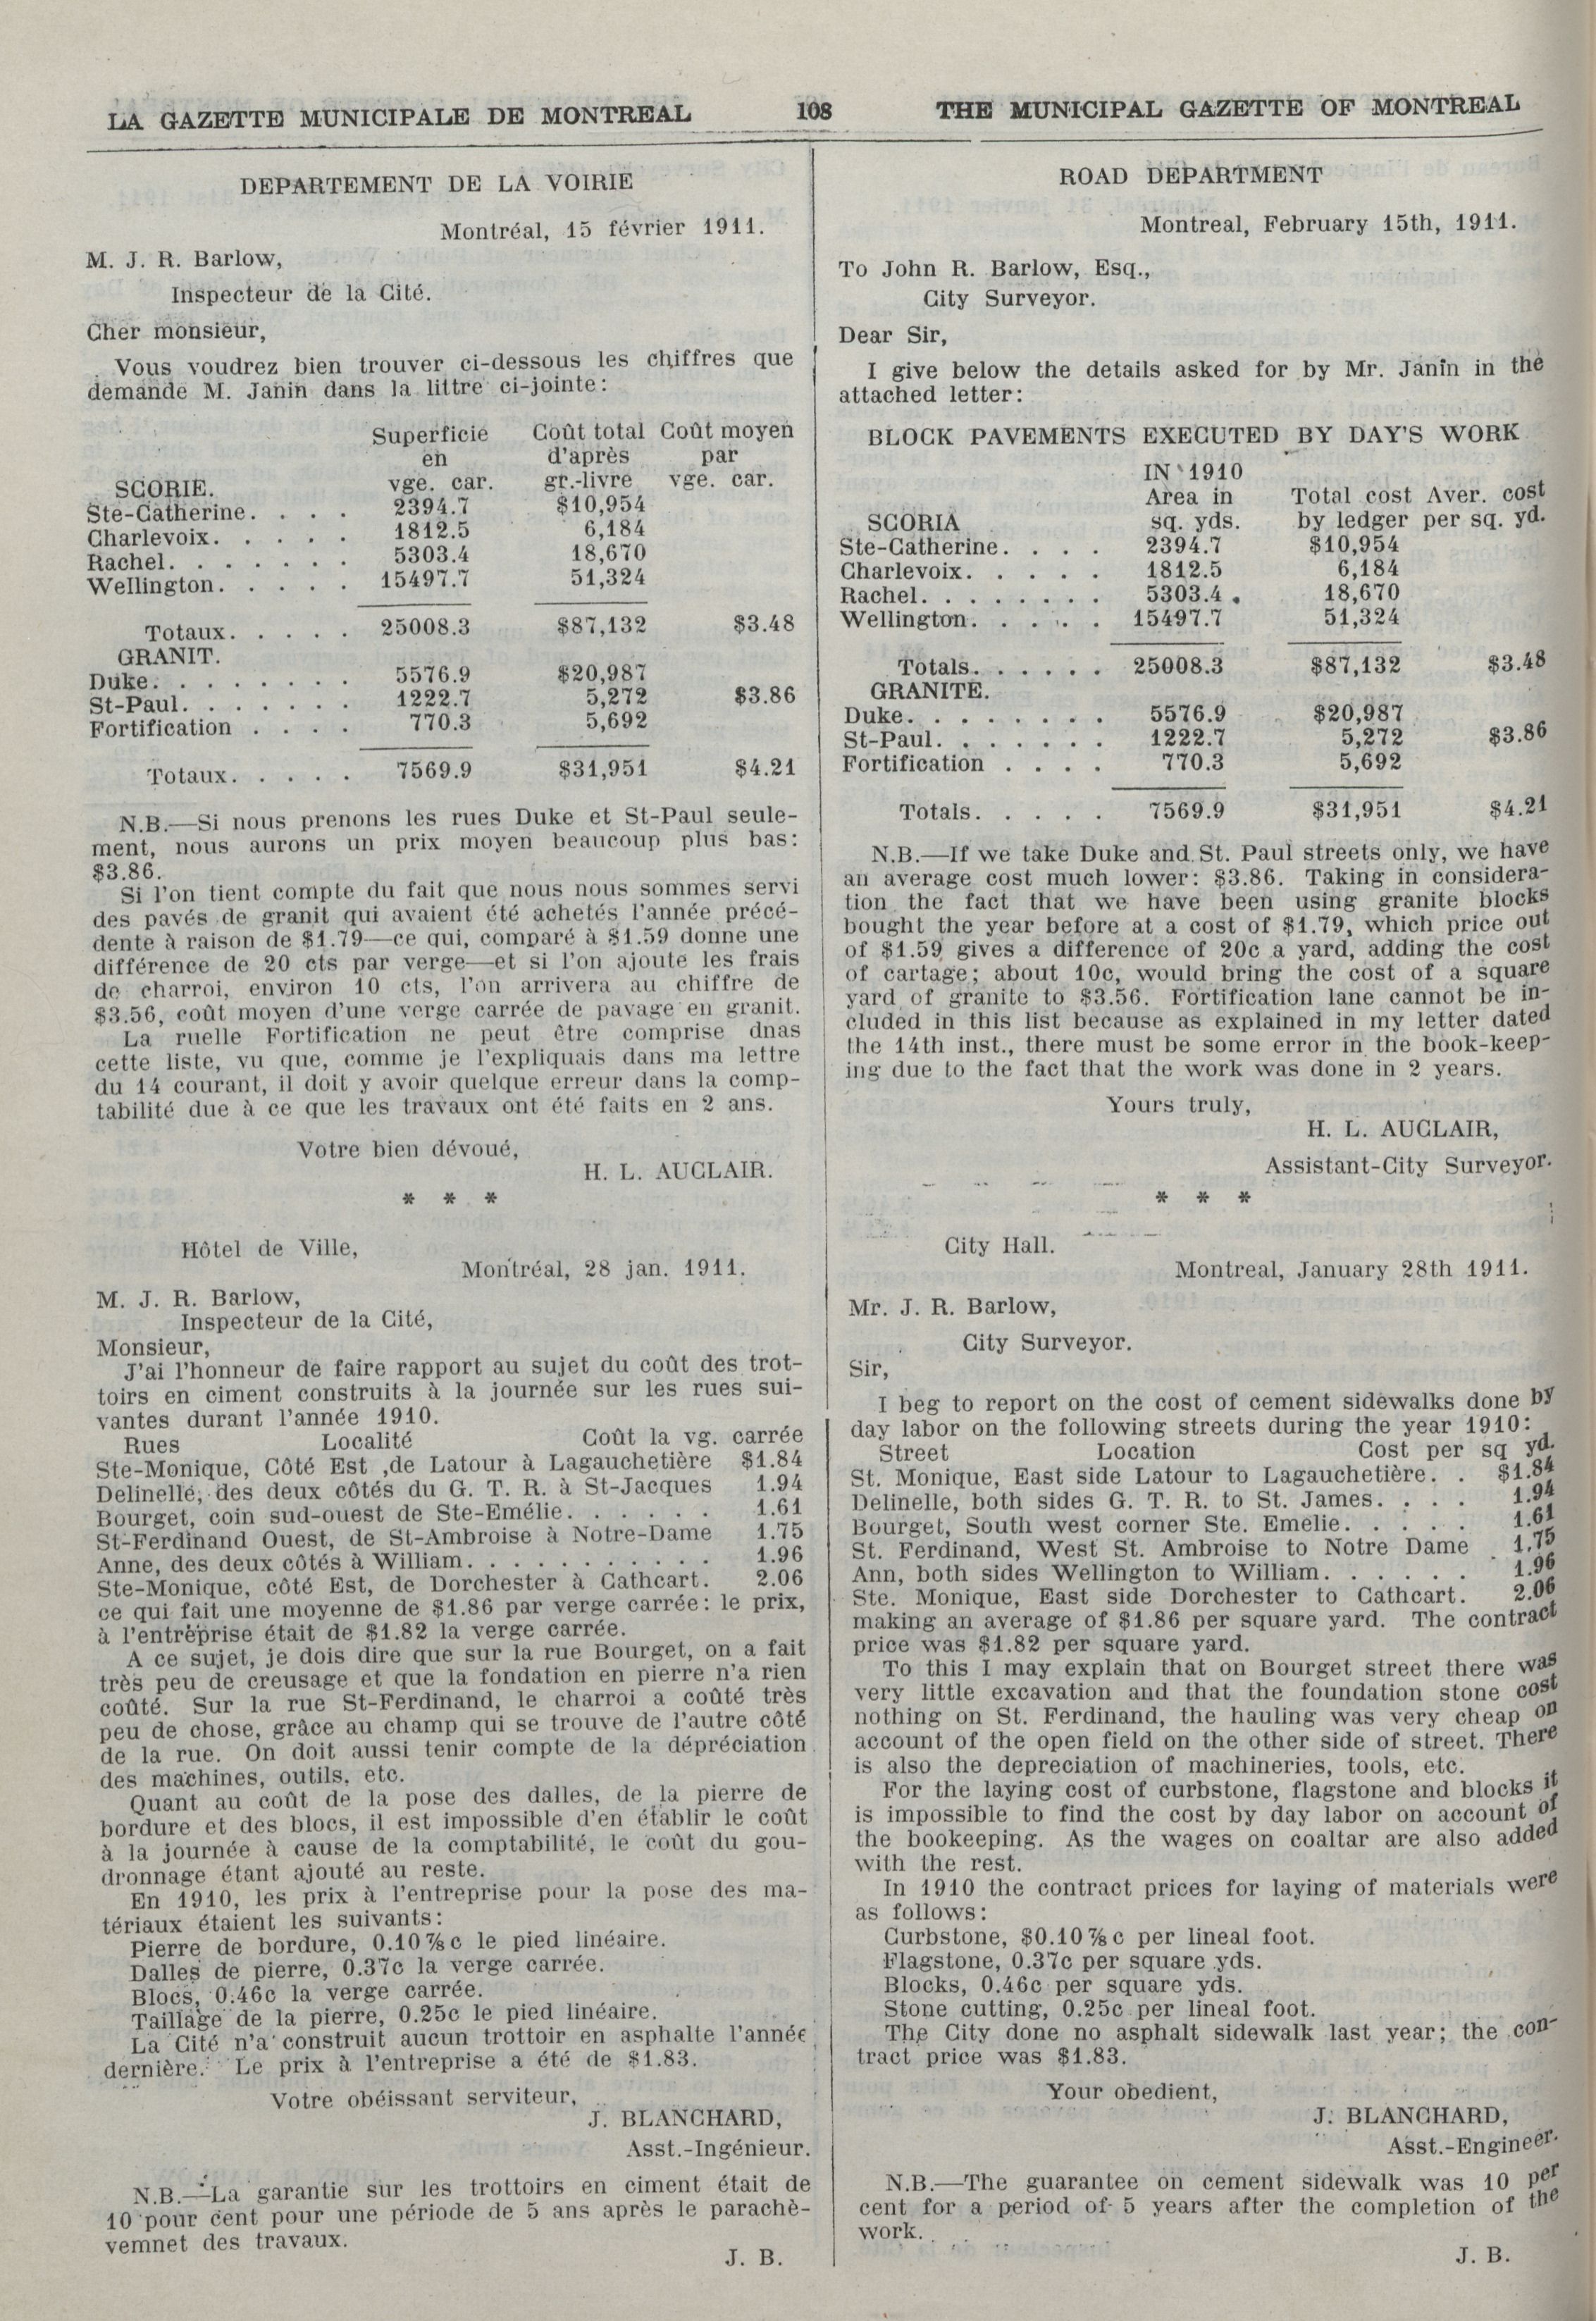 LA GAZETTE MUNICIPALE DE MONTREAL 108 THE MUNICIPAL GAZETTE OF MONTREAL
DEPARTEMENT DE LA VOIRIE
Montréal, 15 février 1911.
M. J. R. Barlow,
Inspecteur de la Cité.
Cher monsieur,
Vous voudrez bien trouver ci-dessous les chiffres que
demande M. Janin dans la littre ci-jointe:
Superficie Coût total Coût moyen
en d'après par
vge. car. gr.-livre vge. car.
SCORIE.
Ste-Catherine. . . . 2394.7 $10,954
Charlevoix. . . . . 1812.5 6,184
Rachel. . . . . . . 5303.4 18,670
Wellington. . . . . 15497.7 51,324
Totaux. . . . . 25008.3 $87,132 $3.48
GRANIT.
Duke. . . . . . . . 5576.9 $20,987
St-Paul. . . . . . . 1222.7 5,272 $3.86
Fortification . . . . 770.3 5,692
Totaux. . . . . 7569.9 $31,951 $4.21
N.B.—Si nous prenons les rues Duke et St-Paul seule-
ment, nous aurons un prix moyen beaucoup plus bas:
$3.86.
Si l'on tient compte du fait que nous nous sommes servi
des pavés de granit qui avaient été achetés l'année précé-
dente à raison de $1.79—ce qui, comparé à $1.59 donne une
différence de 20 cts par verge—et si l'on ajoute les frais
de charroi, environ 10 cts, l'on arrivera au chiffre de
$3.56, coût moyen d'une verge carrée de pavage en granit.
La ruelle Fortification ne peut être comprise dnas
cette liste, vu que, comme je l'expliquais dans ma lettre
du 14 courant, il doit y avoir quelque erreur dans la comp-
tabilité due à ce que les travaux ont été faits en 2 ans.
Votre bien dévoué,
H. L. AUCLAIR.
* * *
Hôtel de Ville,
Montréal, 28 jan. 1911.
M. J. R. Barlow,
Inspecteur de la Cité,
Monsieur,
J'ai l'honneur de faire rapport au sujet du coût des trot-
toirs en ciment construits à la journée sur les rues sui-
vantes durant l'année 1910.
Rues Localité Coût la vg. carrée
Ste-Monique, Côté Est ,de Latour à Lagauchetière $1.84
Delinelle, des deux côtés du G. T. R. à St-Jacques 1.94
Bourget, coin sud-ouest de Ste-Emélie. . . . . . 1.61
St-Ferdinand Ouest, de St-Ambroise à Notre-Dame 1.75
Anne, des deux côtés à William. . . . . . . . . . . 1.96
Ste-Monique, côté Est, de Dorchester à Cathcart. 2.06
ce qui fait une moyenne de $1.86 par verge carrée: le prix,
à l'entreprise était de $1.82 la verge carrée.
A ce sujet, je dois dire que sur la rue Bourget, on a fait
très peu de creusage et que la fondation en pierre n'a rien
coûté. Sur la rue St-Ferdinand, le charroi a coûté très
peu de chose, grâce au champ qui se trouve de l'autre côté
de la rue. On doit aussi tenir compte de la dépréciation
des machines, outils, etc.
Quant au coût de la pose des dalles, de la pierre de
bordure et des blocs, il est impossible d'en établir le coût
à la journée à cause de la comptabilité, le coût du gou-
dronnage étant ajouté au reste.
En 1910, les prix à l'entreprise pour la pose des ma-
tériaux étaient les suivants:
Pierre de bordure, 0.10⅞c le pied linéaire.
Dalles de pierre, 0.37c la verge carrée.
Blocs, 0.46c la verge carrée.
Taillage de la pierre, 0.25c le pied linéaire.
La Cité n'a construit aucun trottoir en asphalte l'année
dernière. Le prix à l'entreprise a été de $1.83.
Votre obéissant serviteur,
J. BLANCHARD,
Asst.-Ingénieur.
N.B.—La garantie sur les trottoirs en ciment était de
10 pour cent pour une période de 5 ans après le parachè-
vemnet des travaux.
J. B.
ROAD DEPARTMENT
Montreal, February 15th, 1911.
To John R. Barlow, Esq.,
City Surveyor.
Dear Sir,
I give below the details asked for by Mr. Janin in the
attached letter:
BLOCK PAVEMENTS EXECUTED BY DAY'S WORK
IN 1910
Area in Total cost Aver. cost
SCORIA sq. yds. by ledger per sq. yd.
Ste-Catherine. . . . 2394.7 $10,954
Charlevoix. . . . . 1812.5 6,184
Rachel. . . . . . . . 5303.4 18,670
Wellington. . . . . 15497.7 51,324
Totals. . . . . . 25008.3 $87,132 $3.48
GRANITE.
Duke. . . . . . . . 5576.9 $20,987
St-Paul. . . . . . . 1222.7 5,272 $3.86
Fortification . . . . 770.3 5,692
Totals. . . . . 7569.9 $31,951 $4.21
N.B.—If we take Duke and St. Paul streets only, we have
an average cost much lower: $3.86. Taking in considera-
tion the fact that we have been using granite blocks
bought the year before at a cost of $1.79, which price out
of $1.59 gives a difference of 20c a yard, adding the cost
of cartage; about 10c, would bring the cost of a square
yard of granite to $3.56. Fortification lane cannot be in-
cluded in this list because as explained in my letter dated
the 14th inst., there must be some error in the book-keep-
ing due to the fact that the work was done in 2 years.
Yours truly,
H. L. AUCLAIR,
Assistant-City Surveyor.
* * *
City Hall.
Montreal, January 28th 1911.
Mr. J. R. Barlow,
City Surveyor.
Sir,
I beg to report on the cost of cement sidewalks done by
day labor on the following streets during the year 1910:
Street Location Cost per sq yd.
St. Monique, East side Latour to Lagauchetière. . $1.84
Delinelle, both sides G. T. R. to St. James. . . . 1.94
Bourget, South west corner Ste. Emelie. . . . . 1.61
St. Ferdinand, West St. Ambroise to Notre Dame . 1.75
Ann, both sides Wellington to William. . . . . . 1.96
Ste. Monique, East side Dorchester to Cathcart. 2.06
making an average of $1.86 per square yard. The contract
price was $1.82 per square yard.
To this I may explain that on Bourget street there was
very little excavation and that the foundation stone cost
nothing on St. Ferdinand, the hauling was very cheap on
account of the open field on the other side of street. There
is also the depreciation of machineries, tools, etc.
For the laying cost of curbstone, flagstone and blocks it
is impossible to find the cost by day labor on account of
the bookeeping. As the wages on coaltar are also added
with the rest.
In 1910 the contract prices for laying of materials were
as follows:
Curbstone, $0.10⅞c per lineal foot.
Flagstone, 0.37c per square yds.
Blocks, 0.46c per square yds.
Stone cutting, 0.25c per lineal foot.
The City done no asphalt sidewalk last year; the con-
tract price was $1.83.
Your obedient,
J. BLANCHARD,
Asst.-Engineer.
N.B.—The guarantee on cement sidewalk was 10 per
cent for a period of 5 years after the completion of the
work.
J. B.